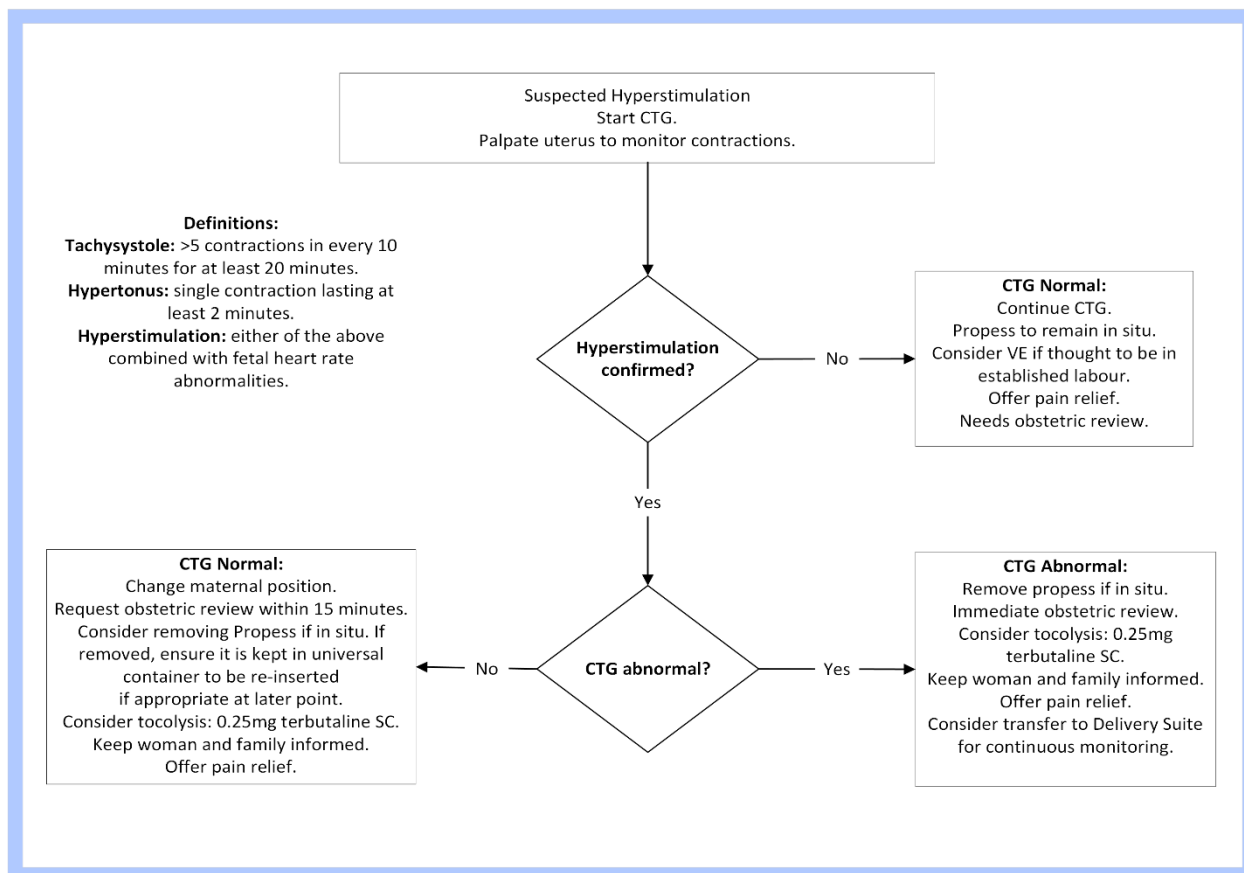 Suspected Hyperstimulation
Start CTG.
Palpate uterus to monitor contractions.
Definitions:
Tachysystole: >5 contractions in every 10
minutes for at least 20 minutes.
Hypertonus: single contraction lasting at
least 2 minutes.
Hyperstimulation: either of the above
combined with fetal heart rate
abnormalities.
Hyperstimulation
confirmed?
No
CTG Normal:
Continue CTG.
Propess to remain in situ.
Consider VE if thought to be in
established labour.
Offer pain relief.
Needs obstetric review.
Yes
CTG Normal:
Change maternal position.
Request obstetric review within 15 minutes.
Consider removing Propess if in situ. If
removed, ensure it is kept in universal
container to be re-inserted
if appropriate at later point.
Consider tocolysis: 0.25mg terbutaline SC.
Keep woman and family informed.
Offer pain relief.
No
CTG abnormal?
Yes
CTG Abnormal:
Remove propess if in situ.
Immediate obstetric review.
Consider tocolysis: 0.25mg
terbutaline SC.
Keep woman and family informed.
Offer pain relief.
Consider transfer to Delivery Suite
for continuous monitoring.